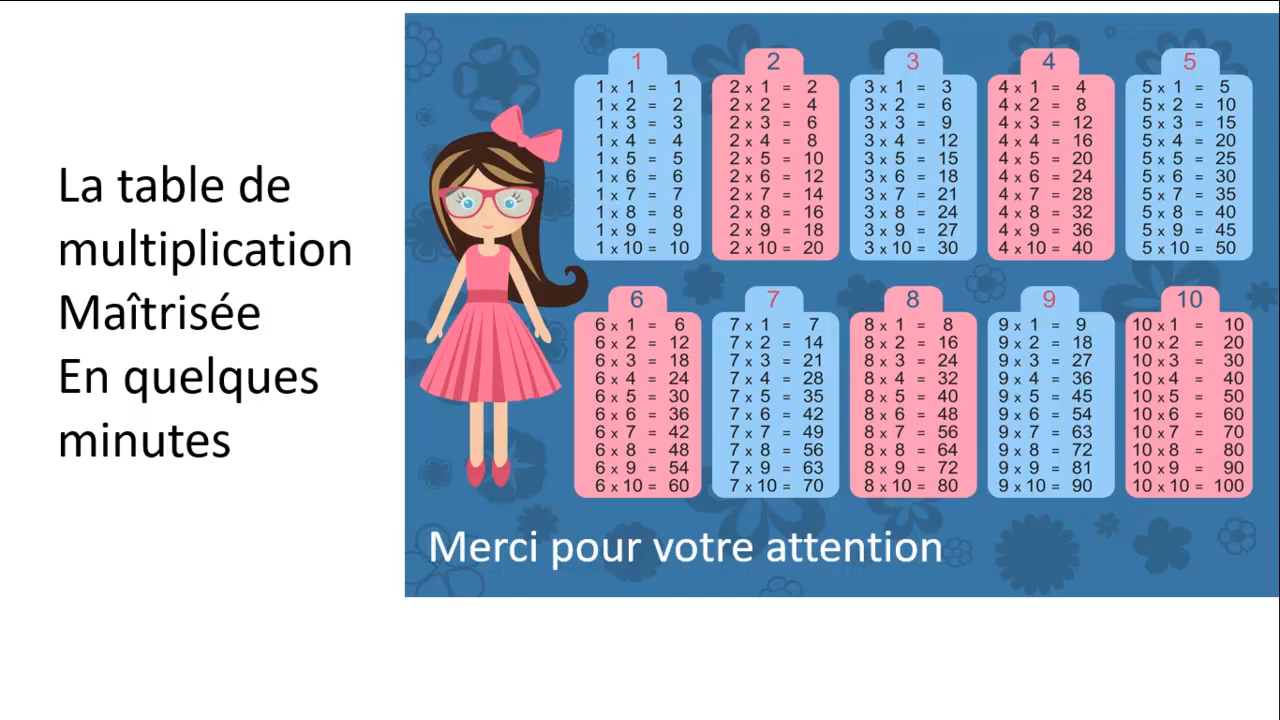 La table de
multiplication
Maîtrisée
En quelques
minutes
1
1 x 1 = 1
1 x 2 = 2
1 x 3 = 3
1 x 4 = 4
1 x 5 = 5
1 x 6 = 6
1 x 7 = 7
1 x 8 = 8
1 x 9 = 9
1 x 10 = 10
2
2 x 1 = 2
2 x 2 = 4
2 x 3 = 6
2 x 4 = 8
2 x 5 = 10
2 x 6 = 12
2 x 7 = 14
2 x 8 = 16
2 x 9 = 18
2 x 10 = 20
3
3 x 1 = 3
3 x 2 = 6
3 x 3 = 9
3 x 4 = 12
3 x 5 = 15
3 x 6 = 18
3 x 7 = 21
3 x 8 = 24
3 x 9 = 27
3 x 10 = 30
4
4 x 1 = 4
4 x 2 = 8
4 x 3 = 12
4 x 4 = 16
4 x 5 = 20
4 x 6 = 24
4 x 7 = 28
4 x 8 = 32
4 x 9 = 36
4 x 10 = 40
5
5 x 1 = 5
5 x 2 = 10
5 x 3 = 15
5 x 4 = 20
5 x 5 = 25
5 x 6 = 30
5 x 7 = 35
5 x 8 = 40
5 x 9 = 45
5 x 10 = 50
6
6 x 1 = 6
6 x 2 = 12
6 x 3 = 18
6 x 4 = 24
6 x 5 = 30
6 x 6 = 36
6 x 7 = 42
6 x 8 = 48
6 x 9 = 54
6 x 10 = 60
7
7 x 1 = 7
7 x 2 = 14
7 x 3 = 21
7 x 4 = 28
7 x 5 = 35
7 x 6 = 42
7 x 7 = 49
7 x 8 = 56
7 x 9 = 63
7 x 10 = 70
8
8 x 1 = 8
8 x 2 = 16
8 x 3 = 24
8 x 4 = 32
8 x 5 = 40
8 x 6 = 48
8 x 7 = 56
8 x 8 = 64
8 x 9 = 72
8 x 10 = 80
9
9 x 1 = 9
9 x 2 = 18
9 x 3 = 27
9 x 4 = 36
9 x 5 = 45
9 x 6 = 54
9 x 7 = 63
9 x 8 = 72
9 x 9 = 81
9 x 10 = 90
10
10 x 1 = 10
10 x 2 = 20
10 x 3 = 30
10 x 4 = 40
10 x 5 = 50
10 x 6 = 60
10 x 7 = 70
10 x 8 = 80
10 x 9 = 90
10 x 10 = 100
Merci pour votre attention